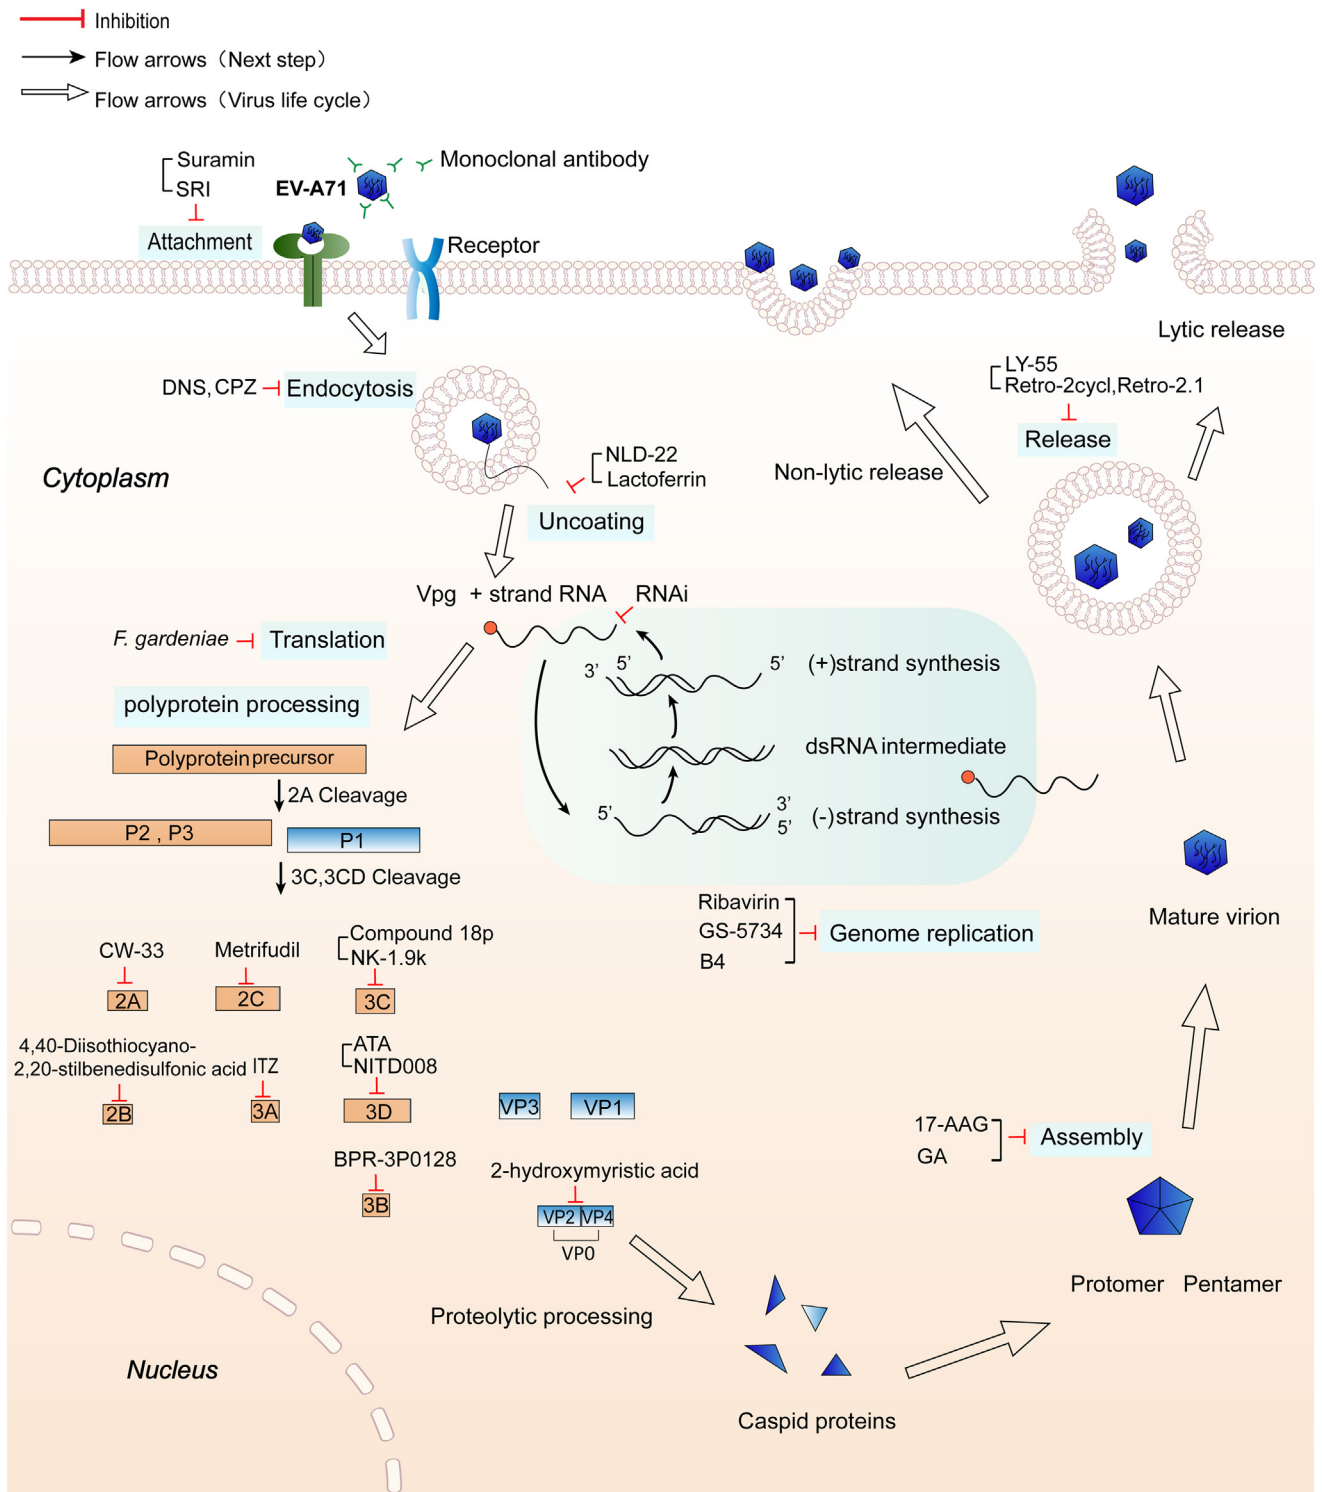 Inhibition
Flow arrows（Next step）
Flow arrows（Virus life cycle）
Suramin
SRI
EV-A71
Monoclonal antibody
Attachment
Receptor
Lytic release
DNS, CPZ
Endocytosis
LY-55
Retro-2cycl,Retro-2.1
Release
NLD-22
Lactoferrin
Non-lytic release
Cytoplasm
Uncoating
Vpg + strand RNA
RNAi
F. gardeniae
Translation
3’ 5’ 5’ (+)strand synthesis
polyprotein processing
Polyprotein precursor
dsRNA intermediate
2A Cleavage
5’ 3’
5’
(-)strand synthesis
P2 , P3
P1
3C,3CD Cleavage
Ribavirin
GS-5734
B4
Genome replication
Mature virion
CW-33
Metrifudil
Compound 18p
NK-1.9k
2A
2C
3C
4,40-Diisothiocyano-
2,20-stilbenedisulfonic acid
ITZ
ATA
NITD008
2B
3A
3D
VP3
VP1
17-AAG
GA
Assembly
BPR-3P0128
3B
2-hydroxymyristic acid
VP2 VP4
VP0
Protomer Pentamer
Proteolytic processing
Nucleus
Caspid proteins